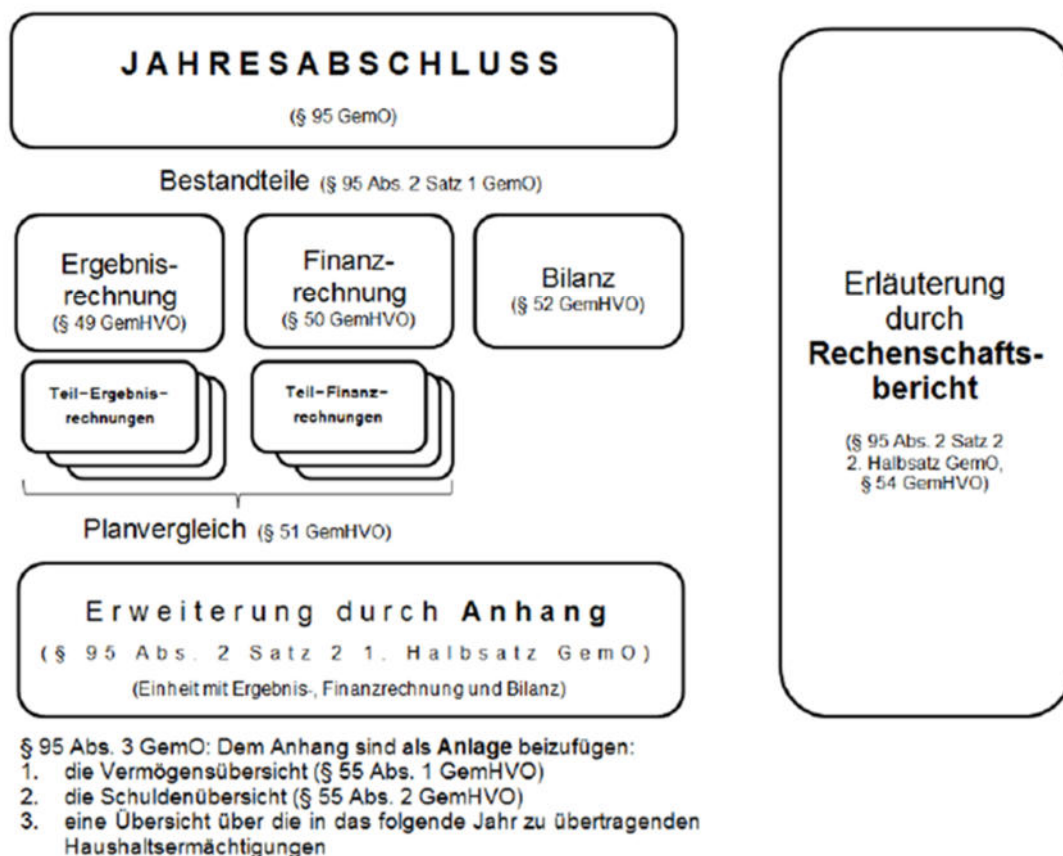 JAHRESABSCHLUSS
(§ 95 GemO)
Bestandteile (§ 95 Abs. 2 Satz 1 GemO)
Ergebnis-
rechnung
(§ 49 GemHVO)
Finanz-
rechnung
(§ 50 GemHVO)
Bilanz
(§ 52 GemHVO)
Teil-Ergebnis-
rechnungen
Teil-Finanz-
rechnungen
Planvergleich (§ 51 GemHVO)
Erweiterung durch Anhang
(§ 95 Abs. 2 Satz 2 1. Halbsatz GemO)
(Einheit mit Ergebnis-, Finanzrechnung und Bilanz)
§ 95 Abs. 3 GemO: Dem Anhang sind als Anlage beizufügen:
1. die Vermögensübersicht (§ 55 Abs. 1 GemHVO)
2. die Schuldenübersicht (§ 55 Abs. 2 GemHVO)
3. eine Übersicht über die in das folgende Jahr zu übertragenden
Haushaltsermächtigungen
Erläuterung
durch
Rechenschafts-
bericht
(§ 95 Abs. 2 Satz 2
2. Halbsatz GemO,
§ 54 GemHVO)